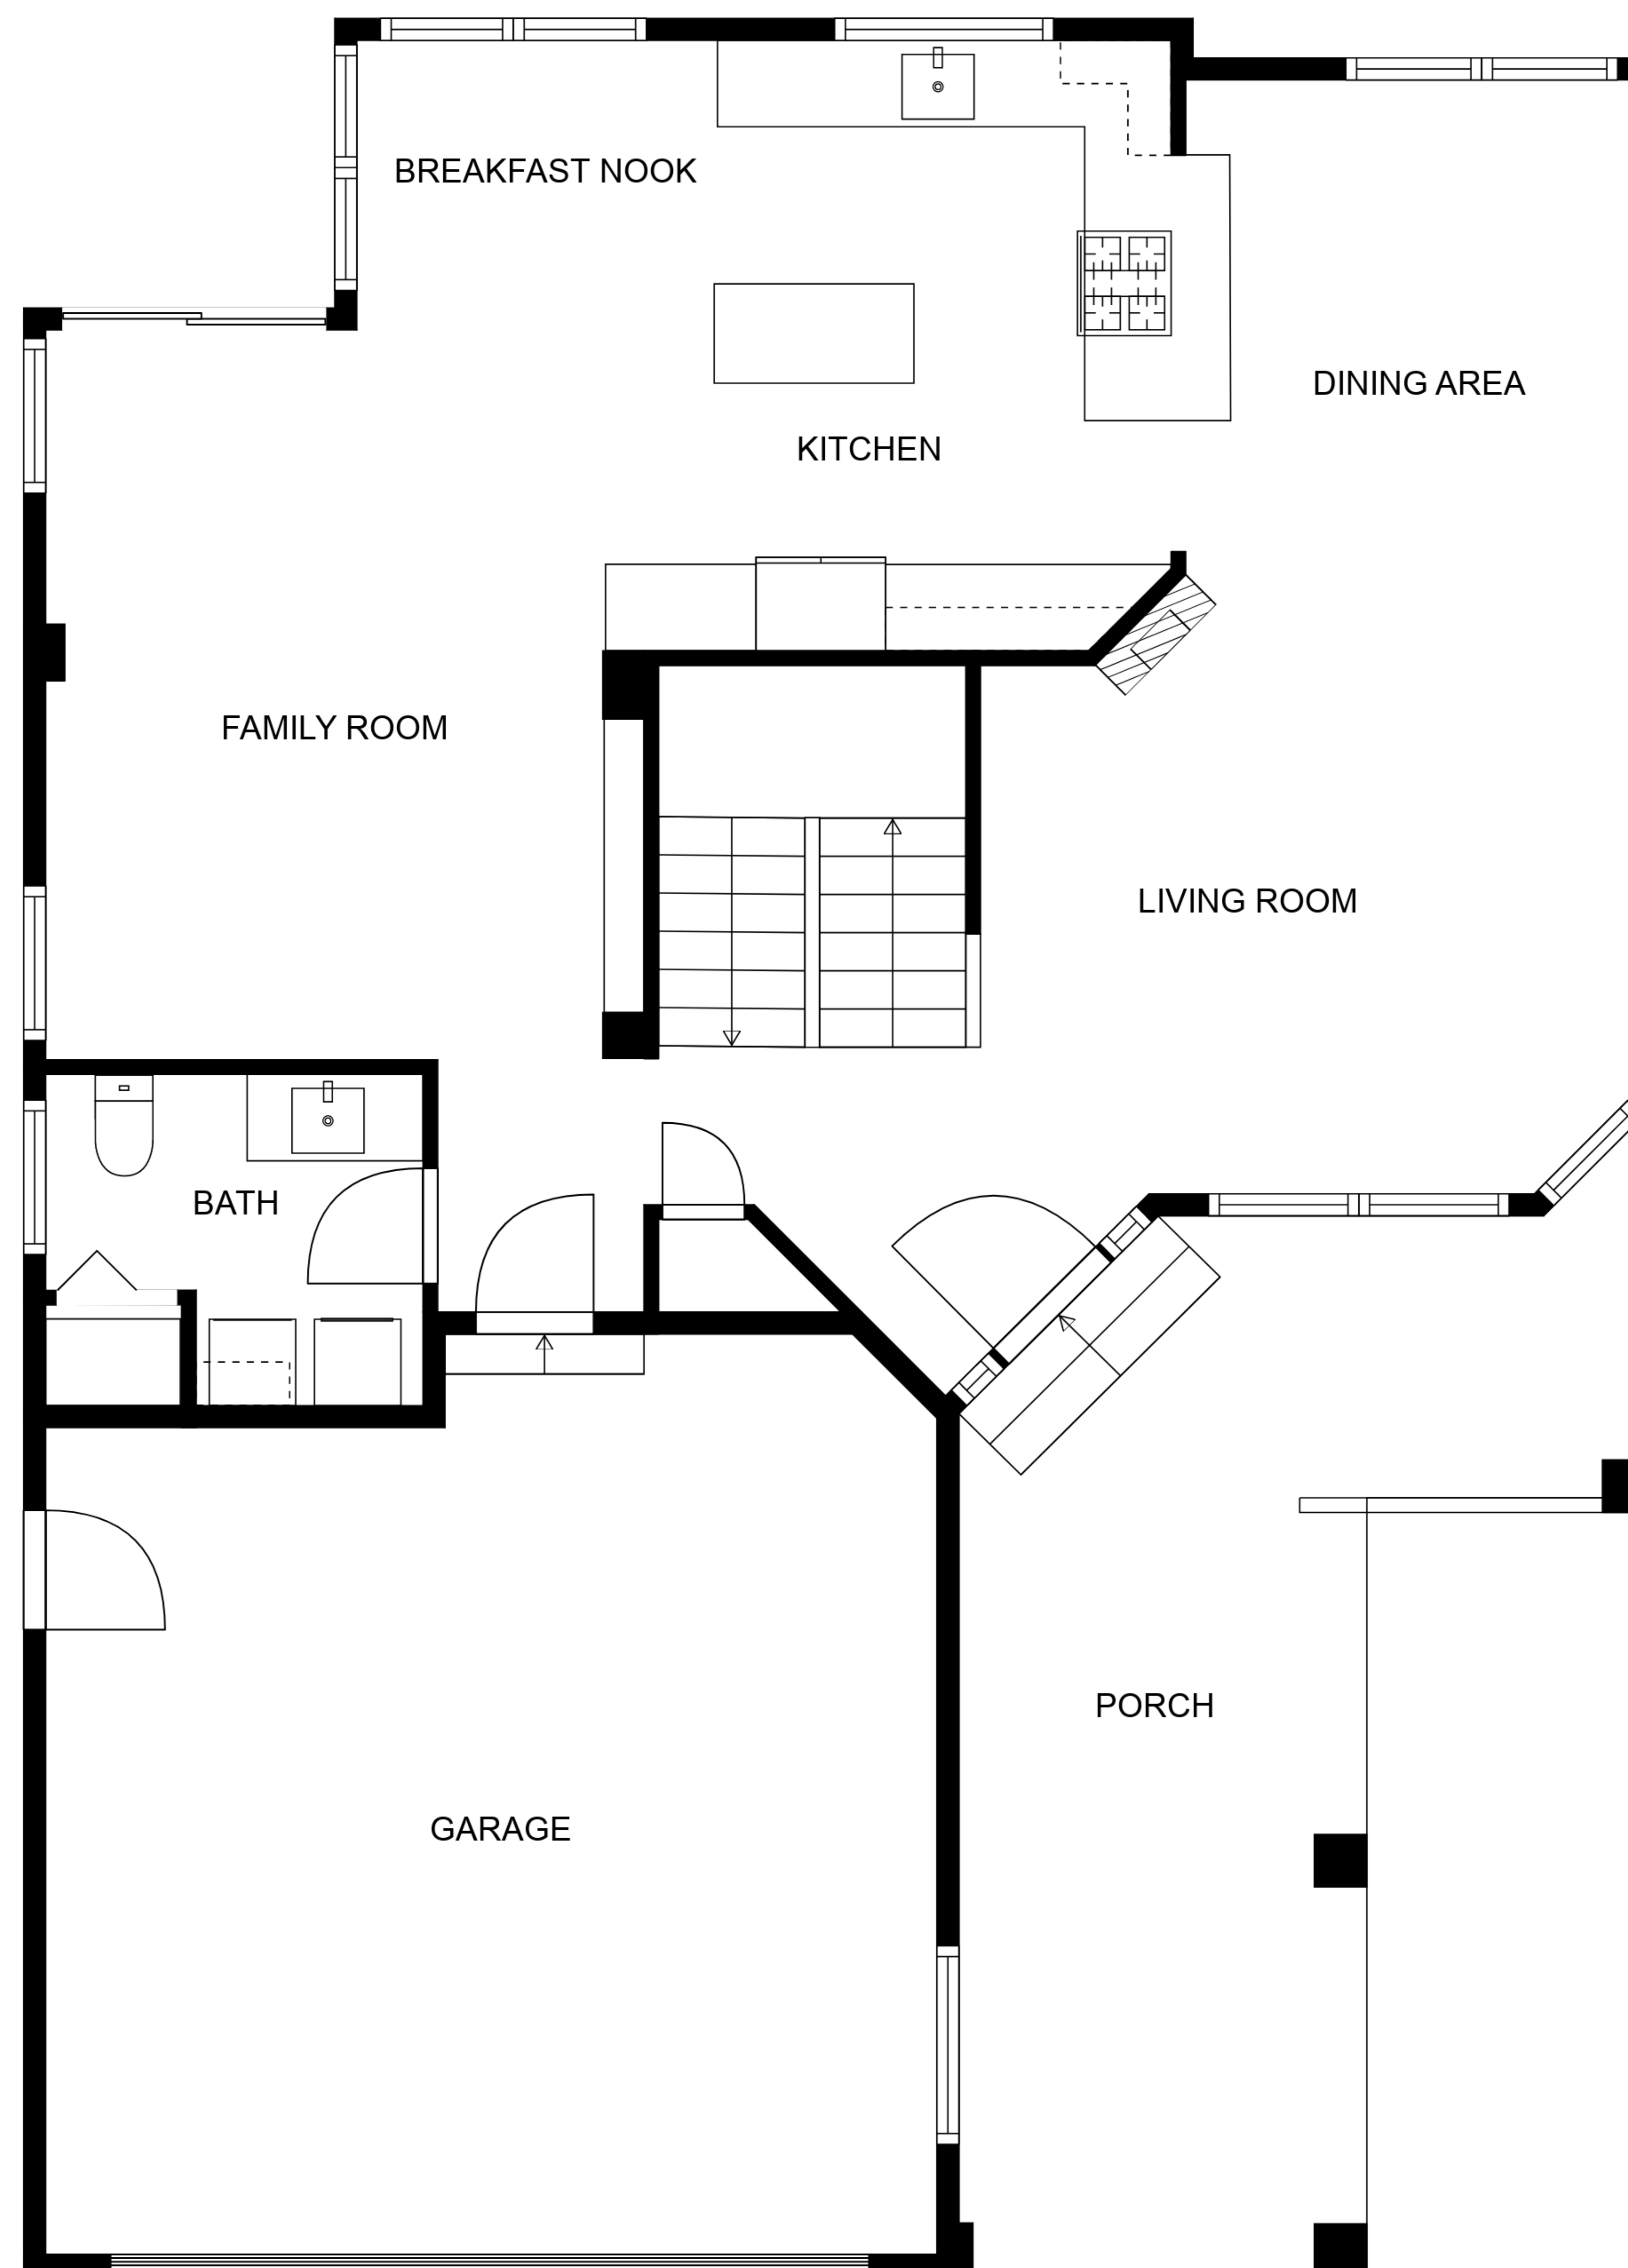 BREAKFAST NOOK
DINING AREA
KITCHEN
FAMILY ROOM
LIVING ROOM
BATH
PORCH
GARAGE